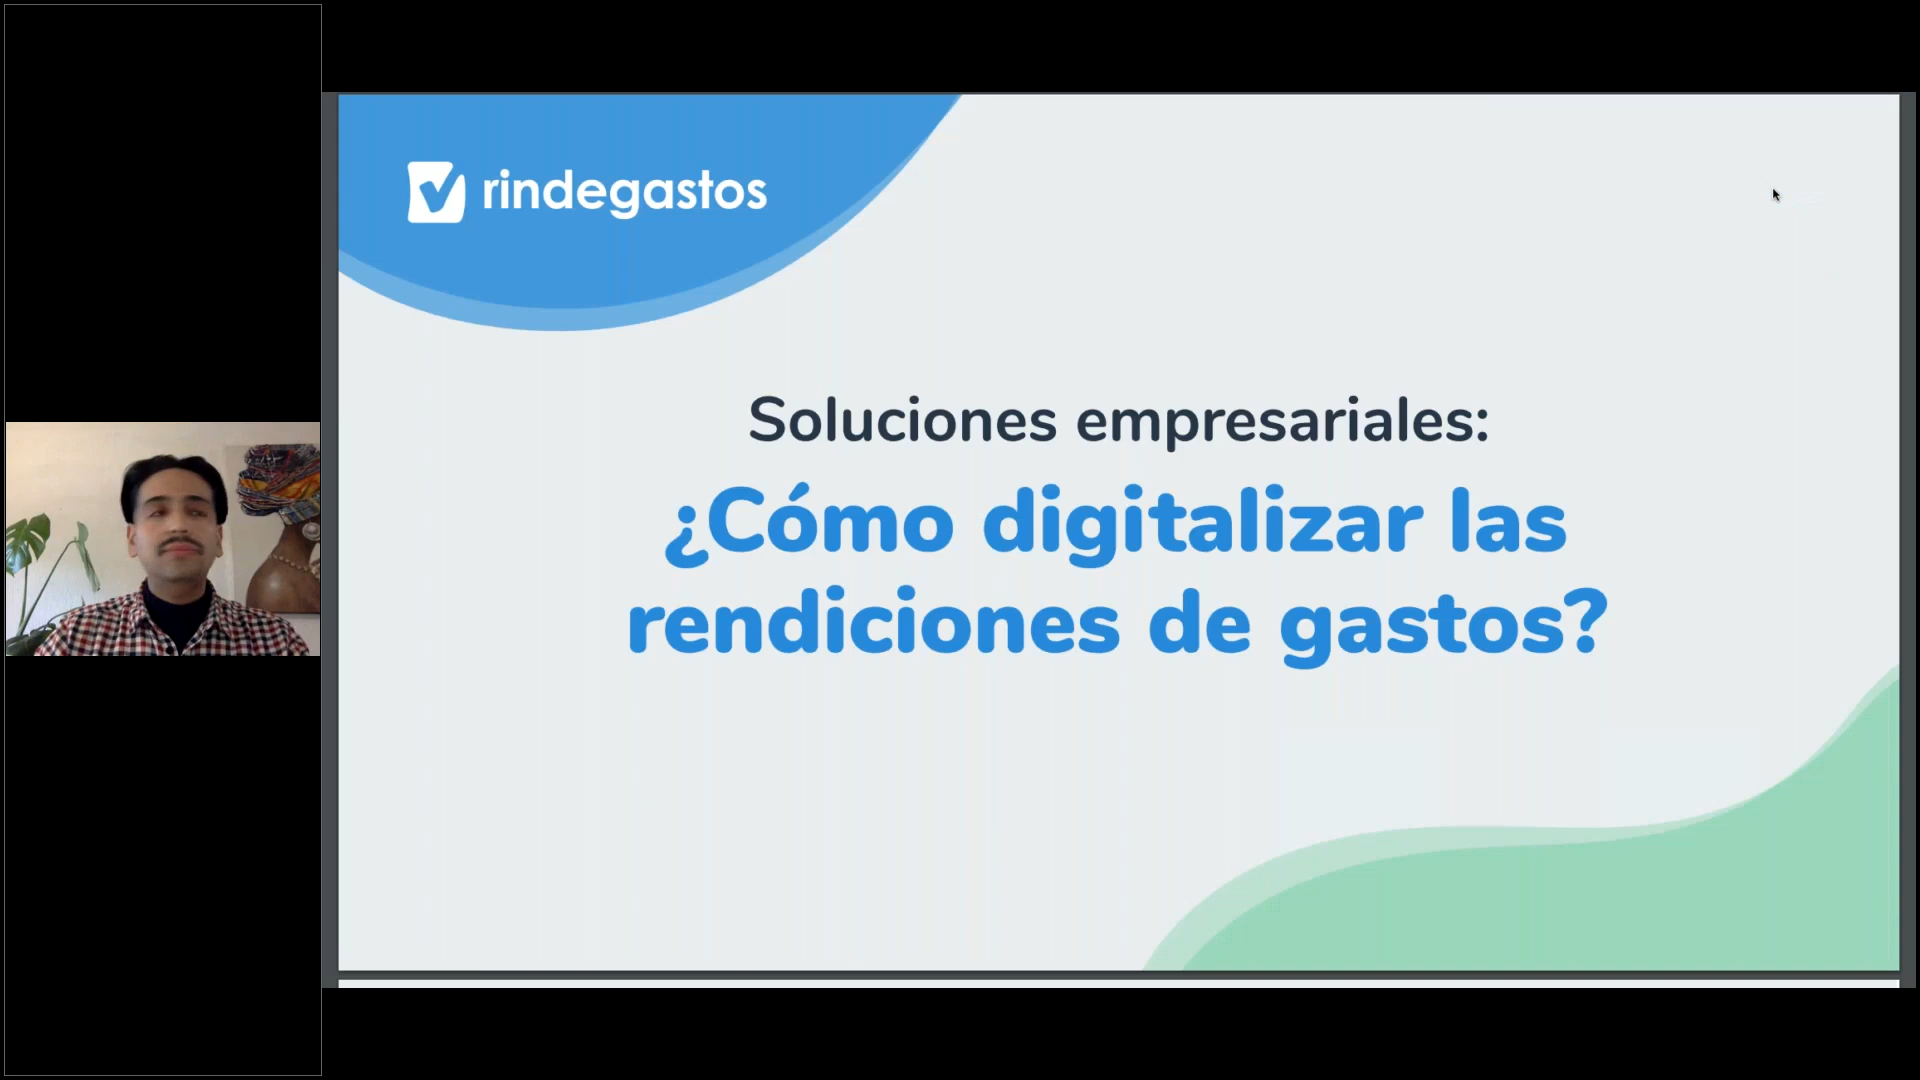 rindegastos
Soluciones empresariales:
¿Cómo digitalizar las
rendiciones de gastos?